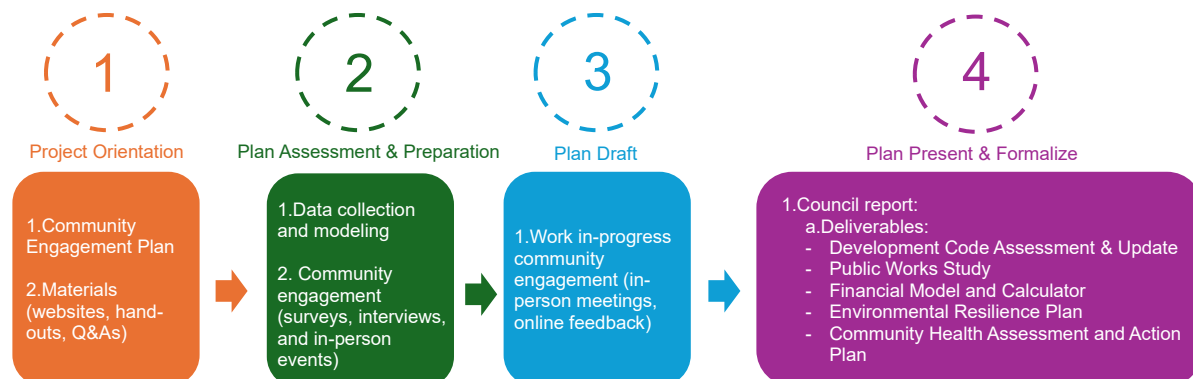 1
2
3
4
Project Orientation
Plan Assessment & Preparation
Plan Draft
Plan Present & Formalize
1.Community
Engagement Plan
2.Materials
(websites, hand-
outs, Q&As)
1.Data collection
and modeling
2. Community
engagement
(surveys, interviews,
and in-person
events)
1.Work in-progress
community
engagement (in-
person meetings,
online feedback)
1.Council report:
a.Deliverables:
- Development Code Assessment & Update
- Public Works Study
- Financial Model and Calculator
- Environmental Resilience Plan
- Community Health Assessment and Action
Plan